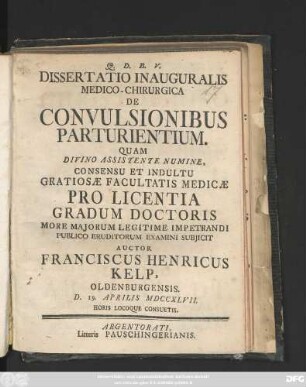 Q. D. B. V.
DISSERTATIO INAUGURALIS
MEDICO-CHIRURGICA
DE
CONVULSIONIBUS
PARTURIENTIUM.
QUAM
DIVINO ASSISTENTE NUMINE,
CONSENSU ET INDULTU
GRATIOSÆ FACULTATIS MEDICÆ
PRO LICENTIA
GRADUM DOCTORIS
MORE MAJORUM LEGITIME IMPETRANDI
PUBLICO ERUDITORUM EXAMINI SUBJICIT
AUCTOR
FRANCISCUS HENRICUS
KELP,
OLDENBURGENSIS.
D. 19. APRILIS MDCCXLVII.
HORIS LOCOQUE CONSUETIS.
ARGENTORATI,
Litteris PAUSCHINGERIANIS.